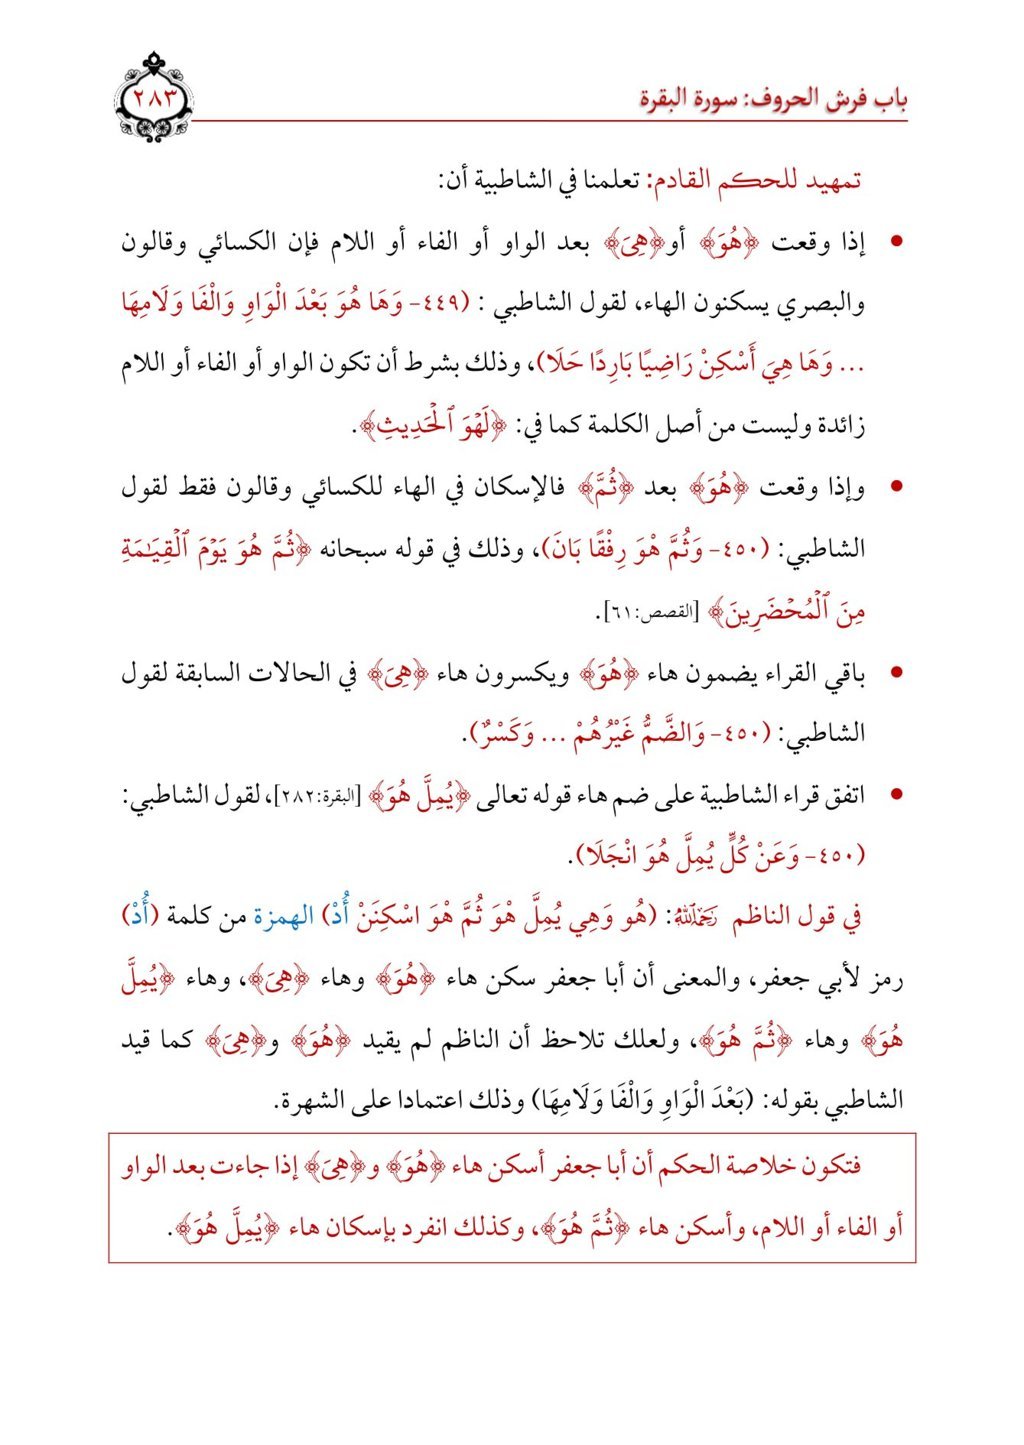 باب فرش الحروف: سورة البقرة
٢٨٣
تمهيد للحكم القادم: تعلمنا في الشاطبية أن:
• إذا وقعت ﴿هُوَ﴾ أو﴿هِىَ﴾ بعد الواو أو الفاء أو اللام فإن الكسائي وقالون
والبصري يسكنون الهاء، لقول الشاطبي : (٤٤٩- وَهَا هُوَ بَعْدَ الْوَاوِ وَالْفَا وَلَامِهَا
... وَهَا هِيَ أَسْكِنْ رَاضِيًا بَارِدًا حَلَا)، وذلك بشرط أن تكون الواو أو الفاء أو اللام
زائدة وليست من أصل الكلمة كما في: ﴿لَهْوَ ٱلْحَدِيثِ﴾.
• وإذا وقعت ﴿هُوَ﴾ بعد ﴿ثُمَّ﴾ فالإسكان في الهاء للكسائي وقالون فقط لقول
الشاطبي: (٤٥٠- وَثُمَّ هْوَ رِفْقًا بَانَ)، وذلك في قوله سبحانه ﴿ثُمَّ هُوَ يَوْمَ ٱلْقِيَـٰمَةِ
مِنَ ٱلْمُحْضَرِينَ﴾ [القصص:٦١].
• باقي القراء يضمون هاء ﴿هُوَ﴾ ويكسرون هاء ﴿هِىَ﴾ في الحالات السابقة لقول
الشاطبي: (٤٥٠- وَالضَّمُّ غَيْرُهُمْ ... وَكَسْرٌ).
• اتفق قراء الشاطبية على ضم هاء قوله تعالى ﴿يُمِلَّ هُوَ﴾ [البقرة:٢٨٢]، لقول الشاطبي:
(٤٥٠- وَعَنْ كُلٍّ يُمِلَّ هُوَ انْجَلَا).
في قول الناظم رَحِمَهُ اللَّهُ: (هُو وَهِي يُمِلَّ هْوَ ثُمَّ هْوَ اسْكِنَنْ أُدْ) الهمزة من كلمة (أُدْ)
رمز لأبي جعفر، والمعنى أن أبا جعفر سكن هاء ﴿هُوَ﴾ وهاء ﴿هِىَ﴾، وهاء ﴿يُمِلَّ
هُوَ﴾ وهاء ﴿ثُمَّ هُوَ﴾، ولعلك تلاحظ أن الناظم لم يقيد ﴿هُوَ﴾ و﴿هِىَ﴾ كما قيد
الشاطبي بقوله: (بَعْدَ الْوَاوِ وَالْفَا وَلَامِهَا) وذلك اعتمادا على الشهرة.
فتكون خلاصة الحكم أن أبا جعفر أسكن هاء ﴿هُوَ﴾ و﴿هِىَ﴾ إذا جاءت بعد الواو
أو الفاء أو اللام، وأسكن هاء ﴿ثُمَّ هُوَ﴾، وكذلك انفرد بإسكان هاء ﴿يُمِلَّ هُوَ﴾.